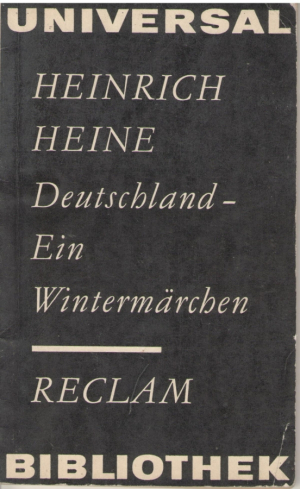 UNIVERSAL
HEINRICH
HEINE
Deutschland –
Ein
Wintermärchen
RECLAM
BIBLIOTHEK